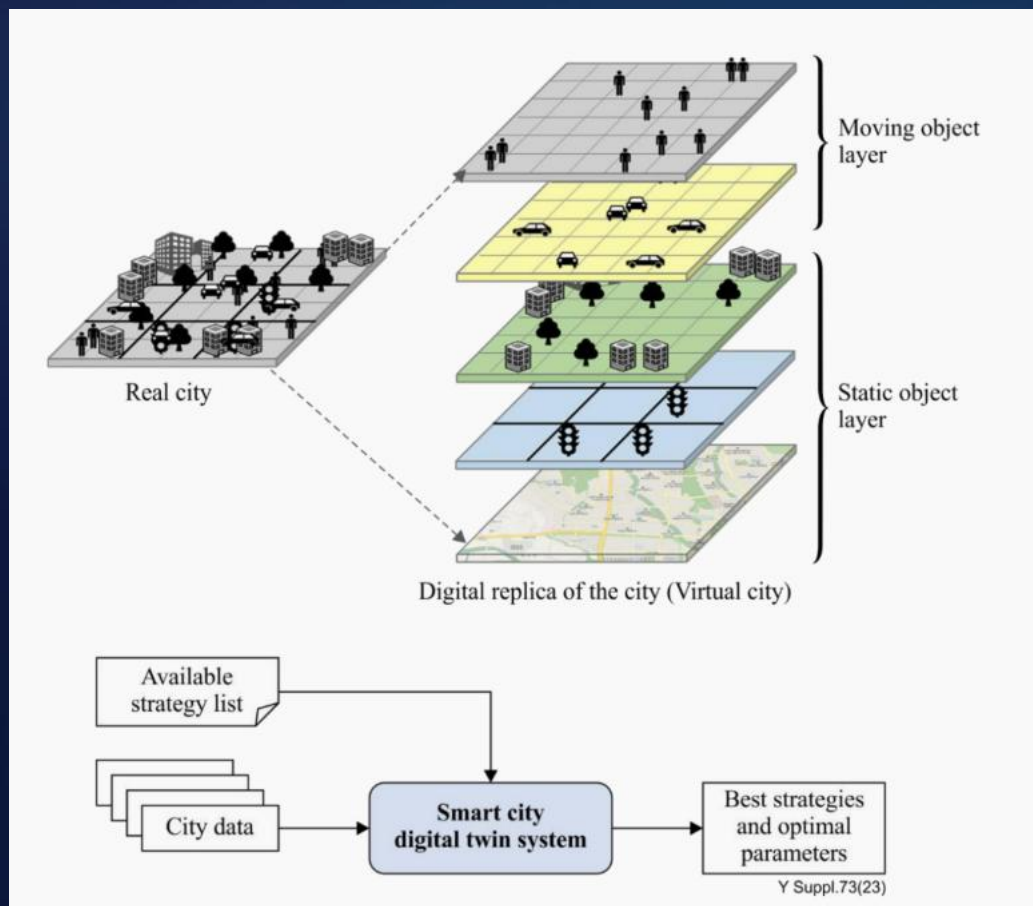 Moving object
layer
Real city
Static object
layer
Digital replica of the city (Virtual city)
Available
strategy list
City data
Smart city
digital twin system
Best strategies
and optimal
parameters
Y Suppl.73(23)